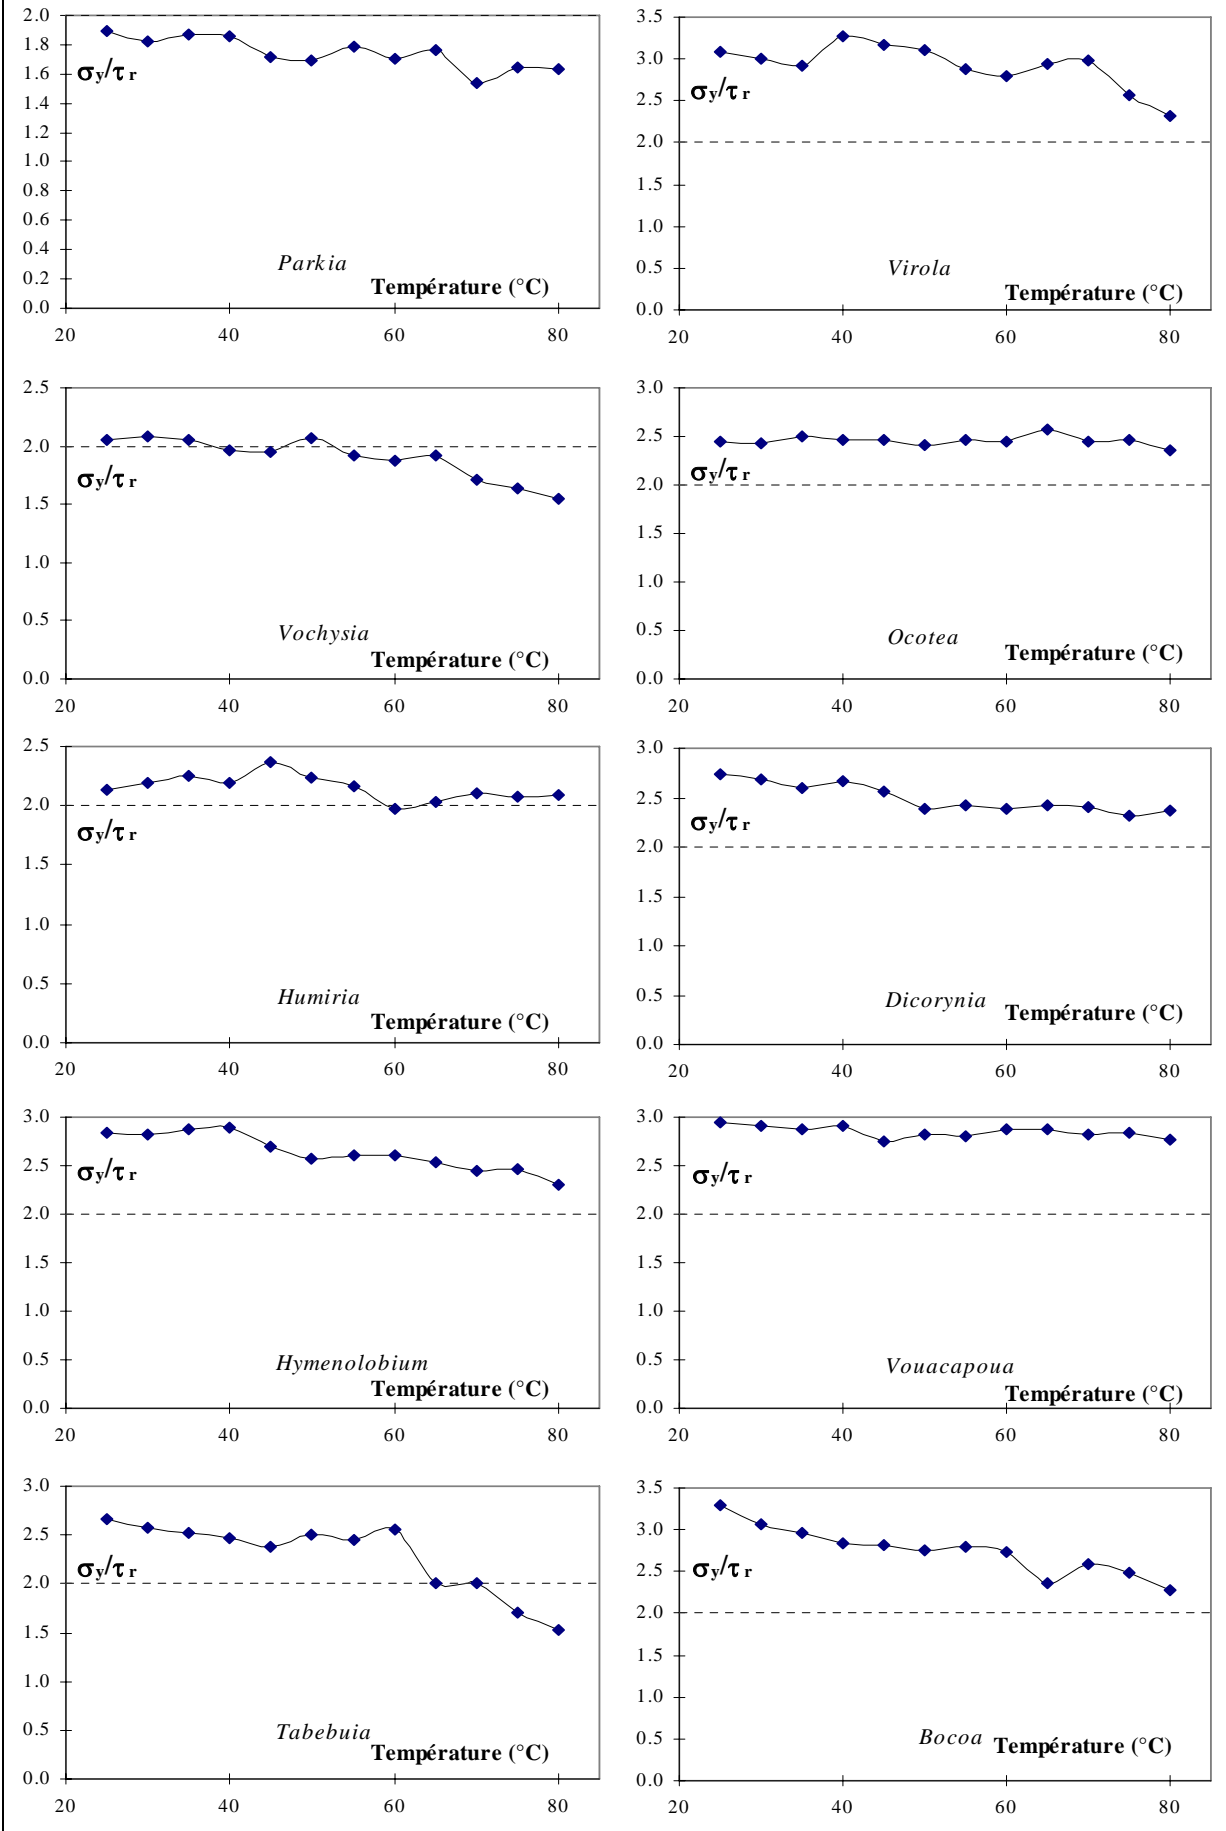 2.0
1.8
σy/τr
1.6
1.4
1.2
1.0
0.8
0.6
0.4
Parkia
0.2
Température (°C)
0.0
20 40 60 80
3.5
3.0
2.5
σy/τr
2.0
1.5
1.0
0.5
Virola
Température (°C)
0.0
20 40 60 80
2.5
2.0
σy/τr
1.5
1.0
0.5
Vochysia
Température (°C)
0.0
20 40 60 80
3.0
2.5
σy/τr
2.0
1.5
1.0
0.5
Ocotea
Température (°C)
0.0
20 40 60 80
2.5
2.0
σy/τr
1.5
1.0
0.5
Humiria
Température (°C)
0.0
20 40 60 80
3.0
2.5
σy/τr
2.0
1.5
1.0
0.5
Dicorynia
Température (°C)
0.0
20 40 60 80
3.0
2.5
σy/τr
2.0
1.5
1.0
0.5
Hymenolobium
Température (°C)
0.0
20 40 60 80
3.0
2.5
σy/τr
2.0
1.5
1.0
0.5
Vouacapoua
Température (°C)
0.0
20 40 60 80
3.0
2.5
σy/τr
2.0
1.5
1.0
0.5
Tabebuia
Température (°C)
0.0
20 40 60 80
3.5
3.0
2.5
σy/τr
2.0
1.5
1.0
0.5
Bocoa Température (°C)
0.0
20 40 60 80